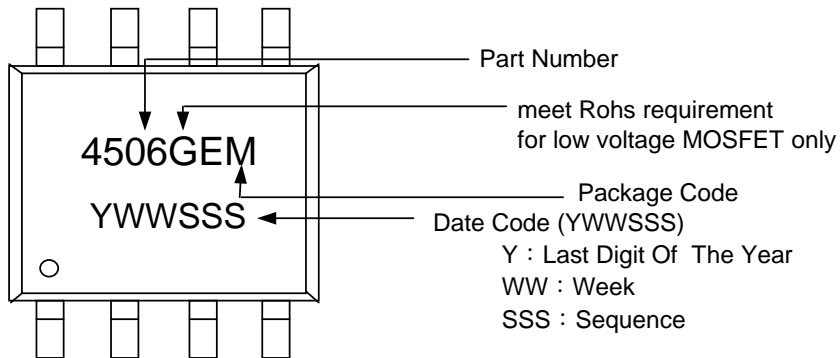 Part Number
meet Rohs requirement
for low voltage MOSFET only
4506GEM
Package Code
YWWSSS
Date Code (YWWSSS)
Y：Last Digit Of The Year
WW：Week
SSS：Sequence